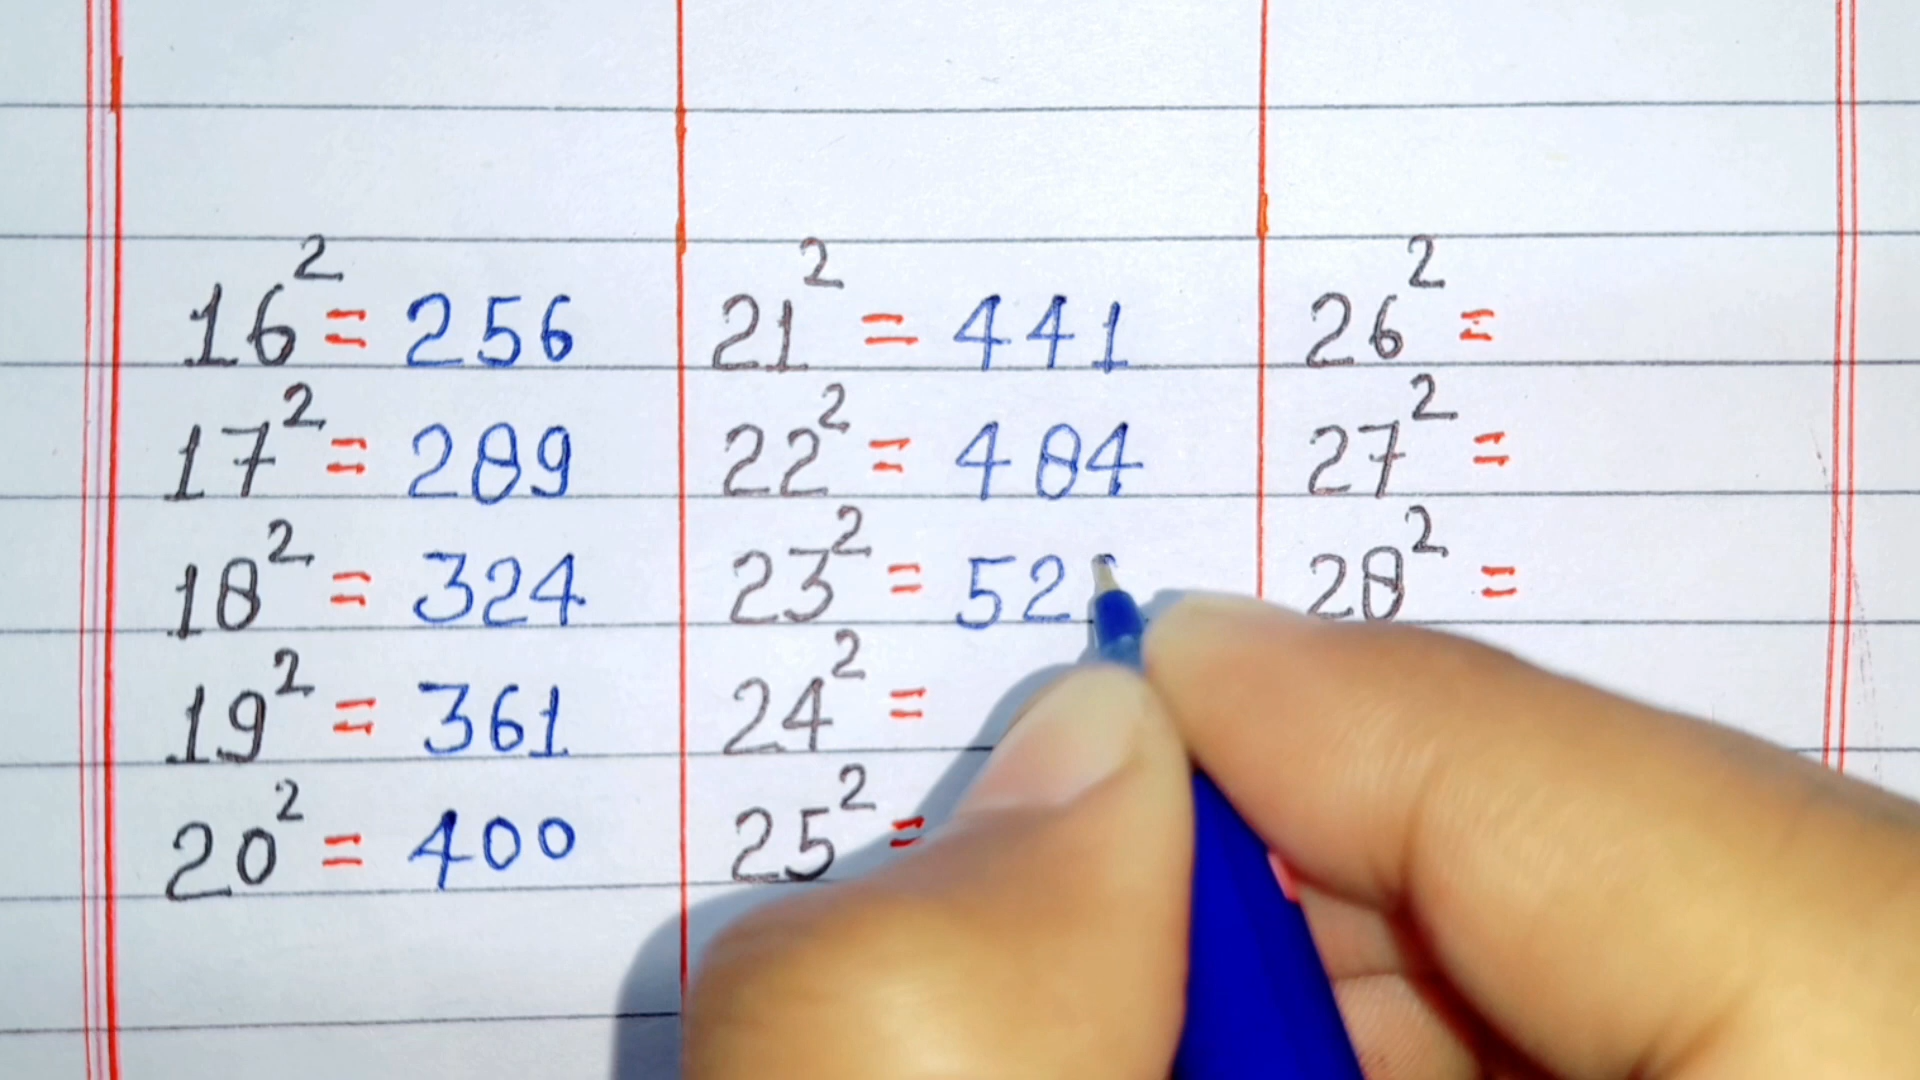 16² = 256
17² = 289
18² = 324
19² = 361
20² = 400
21² = 441
22² = 484
23² = 52
24² =
25² =
26² =
27² =
28² =